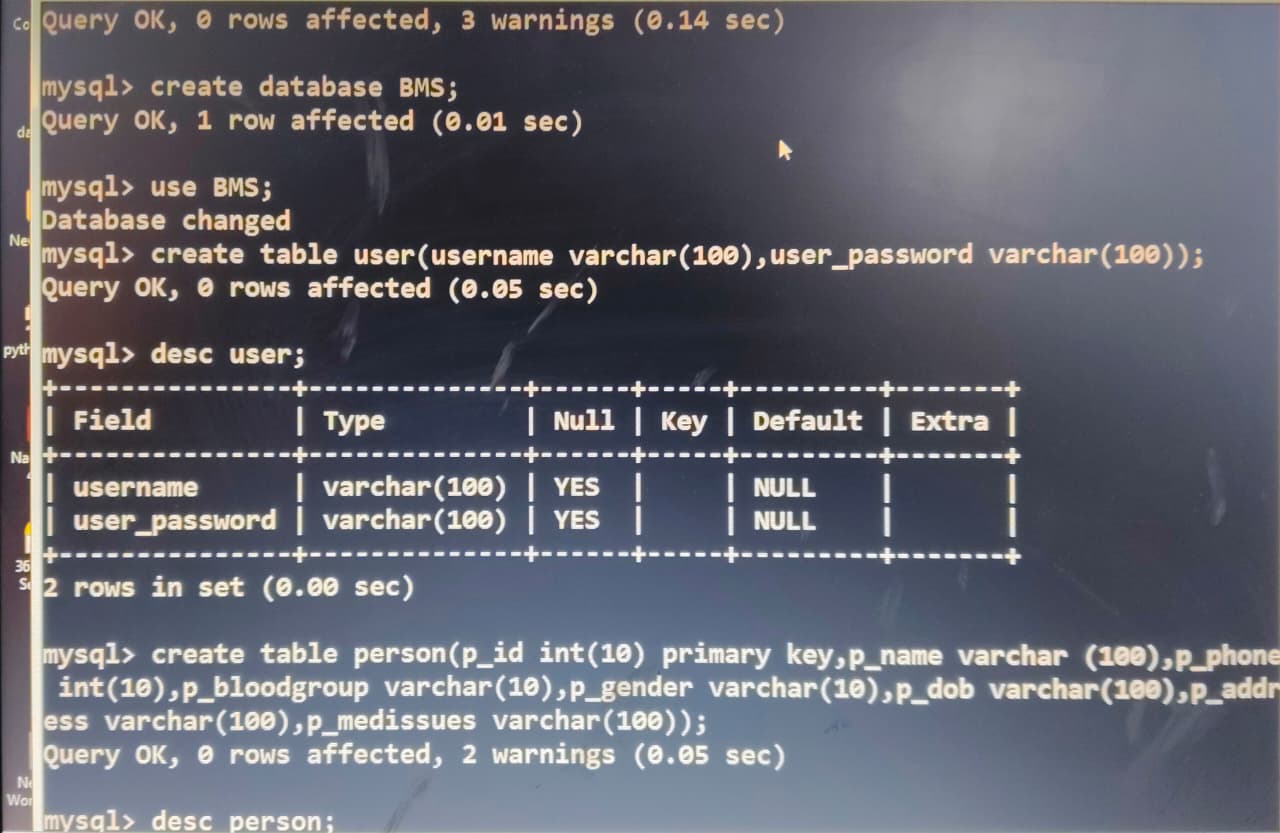 Co
Query OK, 0 rows affected, 3 warnings (0.14 sec)
mysql> create database BMS;
Query OK, 1 row affected (0.01 sec)
da
mysql> use BMS;
Database changed
Ne
mysql> create table user(username varchar(100),user_password varchar(100));
Query OK, 0 rows affected (0.05 sec)
pyth
mysql> desc user;
+---------------+--------------+------+-----+---------+-------+
| Field         | Type         | Null | Key | Default | Extra |
+---------------+--------------+------+-----+---------+-------+
Na
| username      | varchar(100) | YES  |     | NULL    |       |
| user_password | varchar(100) | YES  |     | NULL    |       |
+---------------+--------------+------+-----+---------+-------+
36
Se
2 rows in set (0.00 sec)
mysql> create table person(p_id int(10) primary key,p_name varchar (100),p_phone
 int(10),p_bloodgroup varchar(10),p_gender varchar(10),p_dob varchar(100),p_addr
ess varchar(100),p_medissues varchar(100));
Query OK, 0 rows affected, 2 warnings (0.05 sec)
Ne
Wor
mysql> desc person;